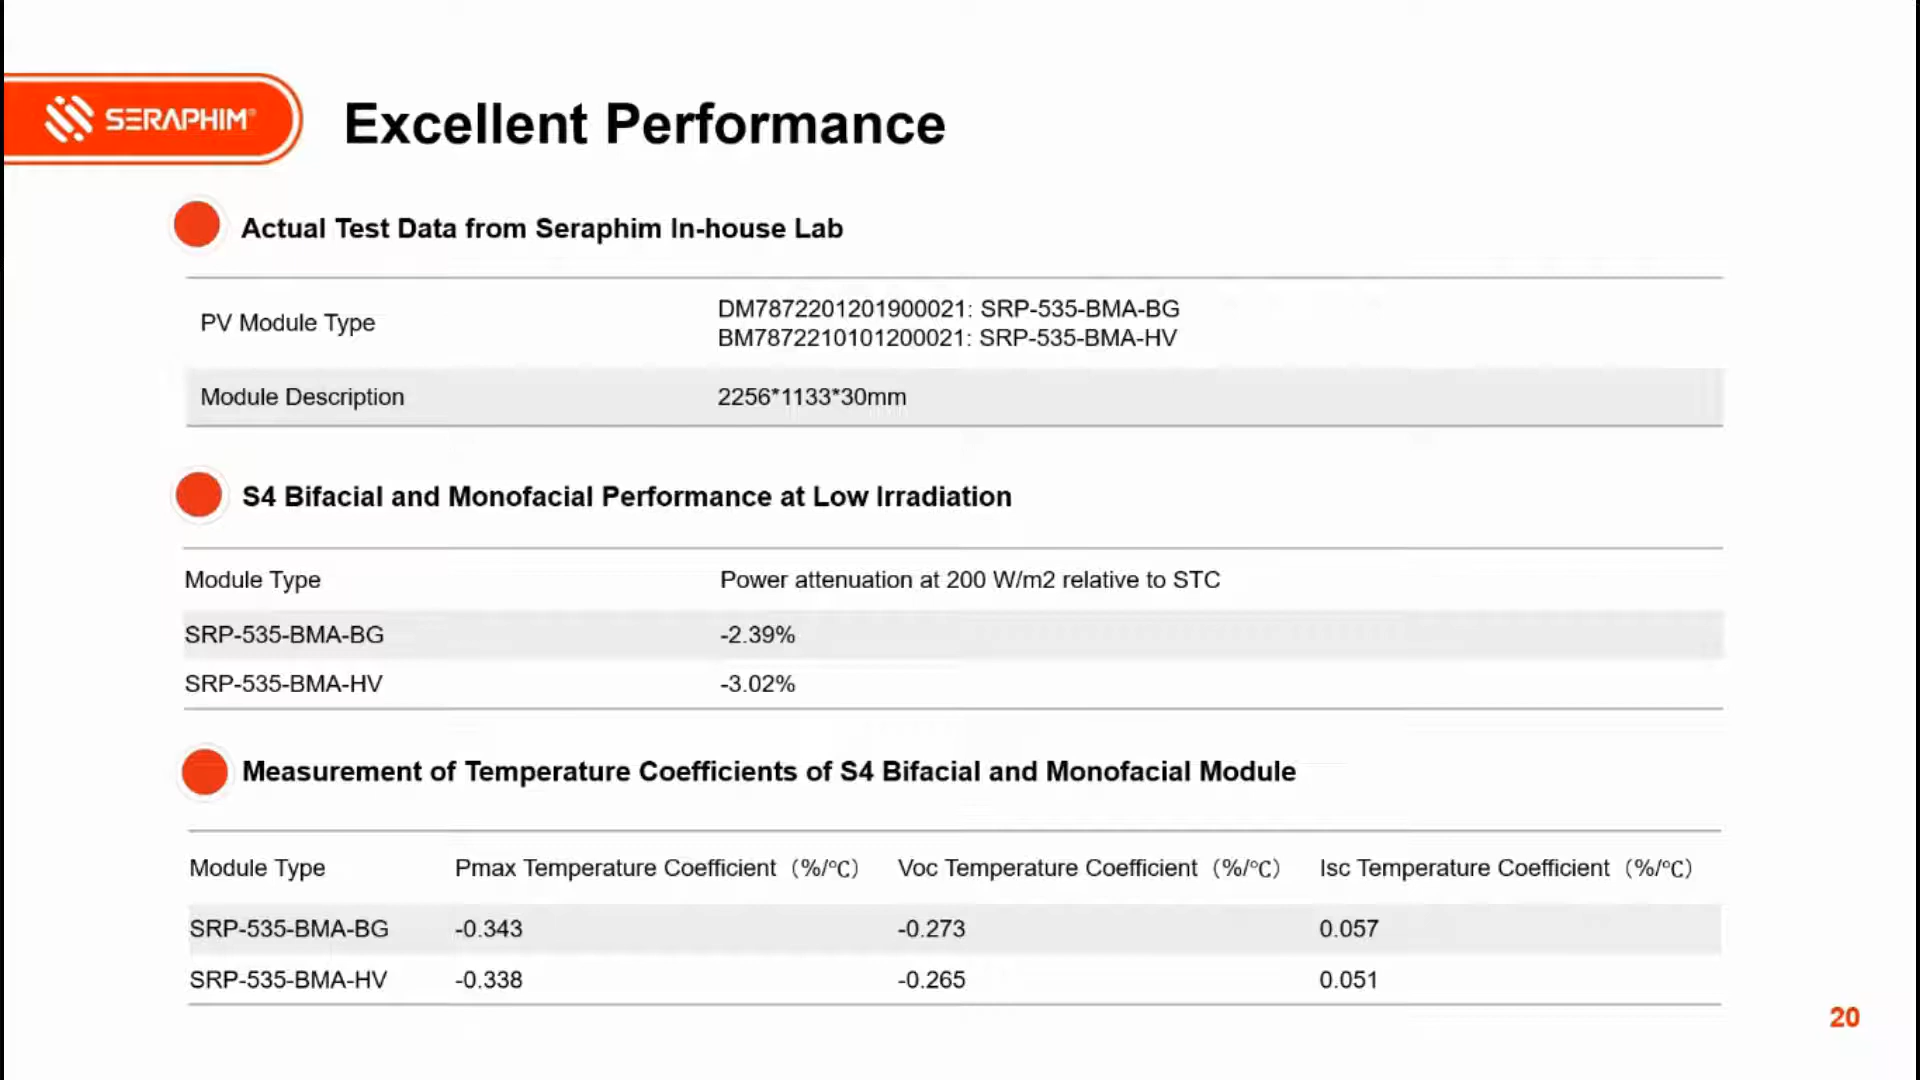 SERAPHIM®
Excellent Performance
Actual Test Data from Seraphim In-house Lab
PV Module Type
DM7872201201900021: SRP-535-BMA-BG
BM7872210101200021: SRP-535-BMA-HV
Module Description 2256*1133*30mm
S4 Bifacial and Monofacial Performance at Low Irradiation
Module Type Power attenuation at 200 W/m2 relative to STC
SRP-535-BMA-BG -2.39%
SRP-535-BMA-HV -3.02%
Measurement of Temperature Coefficients of S4 Bifacial and Monofacial Module
Module Type Pmax Temperature Coefficient（%/℃） Voc Temperature Coefficient（%/℃） Isc Temperature Coefficient（%/℃）
SRP-535-BMA-BG -0.343 -0.273 0.057
SRP-535-BMA-HV -0.338 -0.265 0.051
20